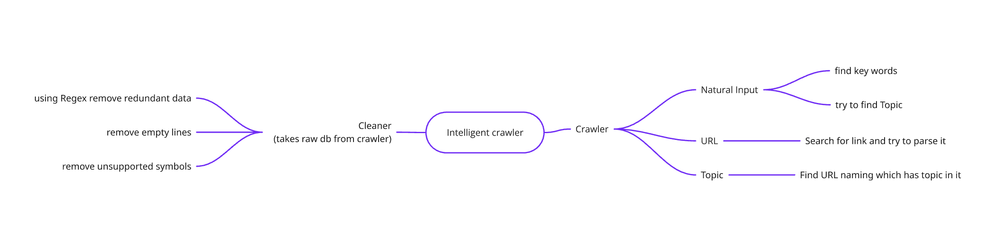 using Regex remove redundant data
remove empty lines
remove unsupported symbols
Cleaner
(takes raw db from crawler)
Intelligent crawler
Crawler
Natural Input
find key words
try to find Topic
URL
Search for link and try to parse it
Topic
Find URL naming which has topic in it